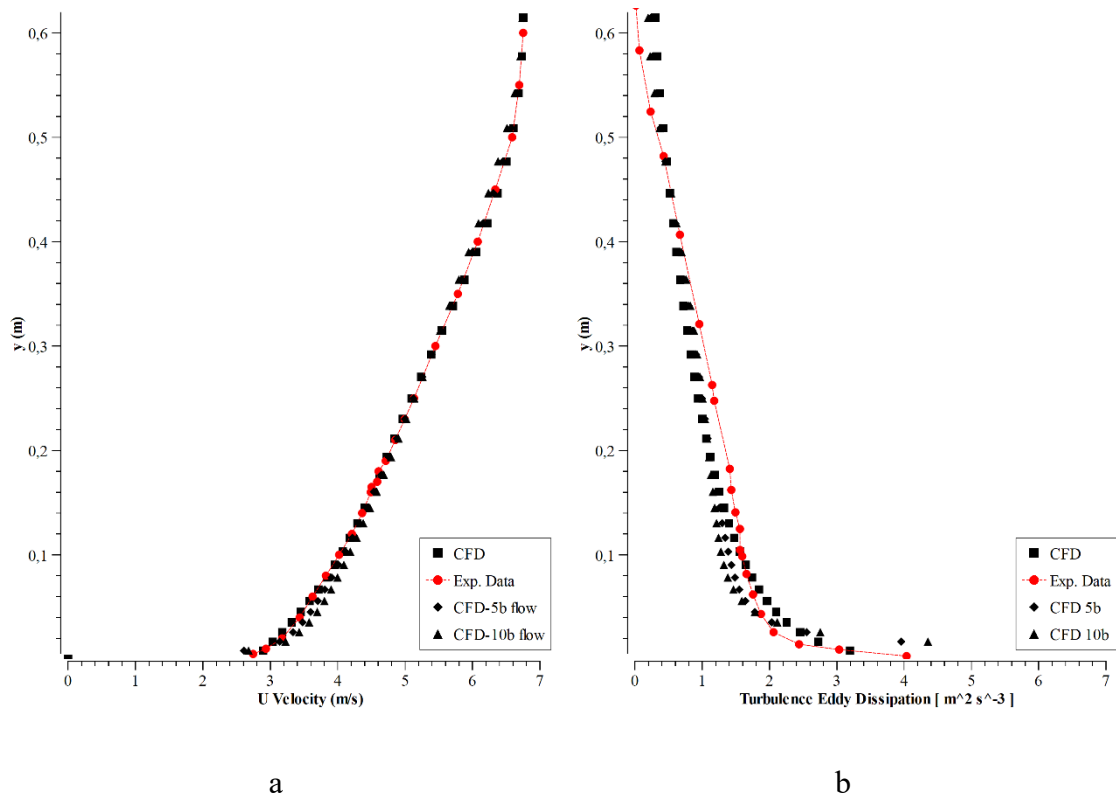 0,6
0,5
0,4
0,3
0,2
0,1
y (m)
0 1 2 3 4 5 6 7
U Velocity (m/s)
CFD
Exp. Data
CFD-5b flow
CFD-10b flow
a
0,6
0,5
0,4
0,3
0,2
0,1
y (m)
0 1 2 3 4 5 6 7
Turbulence Eddy Dissipation [ m^2 s^-3 ]
CFD
Exp. Data
CFD 5b
CFD 10b
b